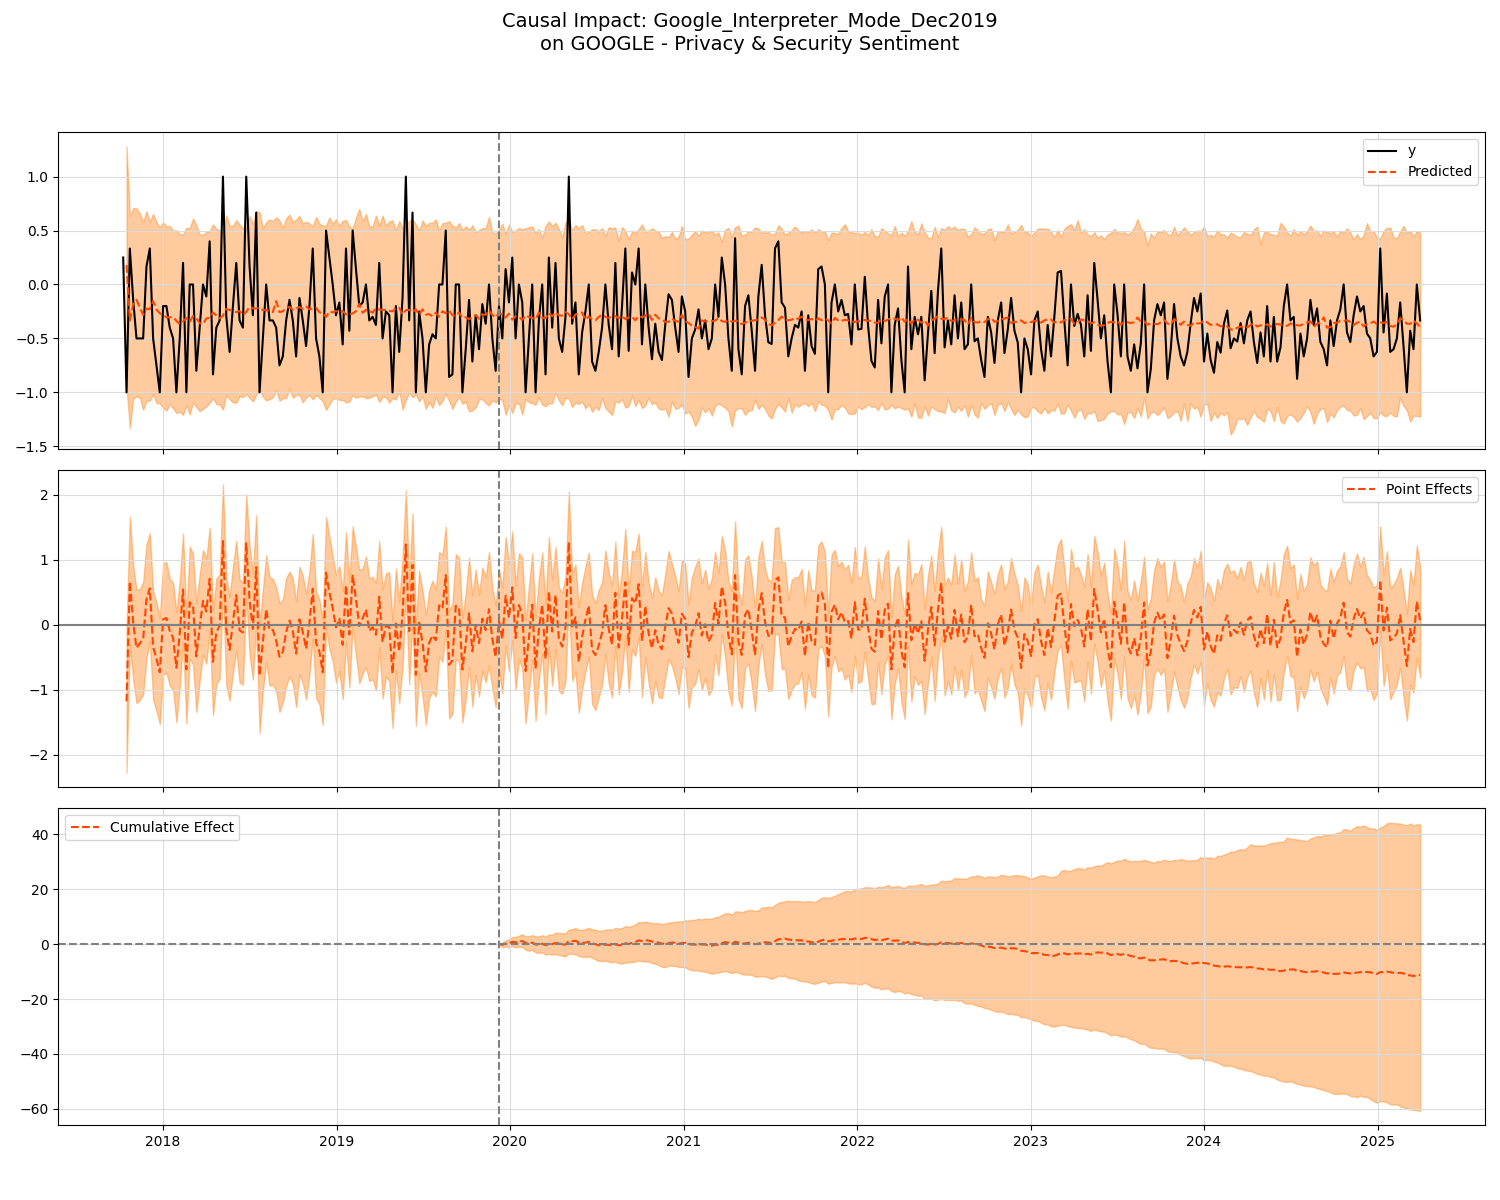 Causal Impact: Google_Interpreter_Mode_Dec2019
on GOOGLE - Privacy & Security Sentiment
y
Predicted
1.0
0.5
0.0
−0.5
−1.0
−1.5
Point Effects
2
1
0
−1
−2
Cumulative Effect
40
20
0
−20
−40
−60
2018 2019 2020 2021 2022 2023 2024 2025